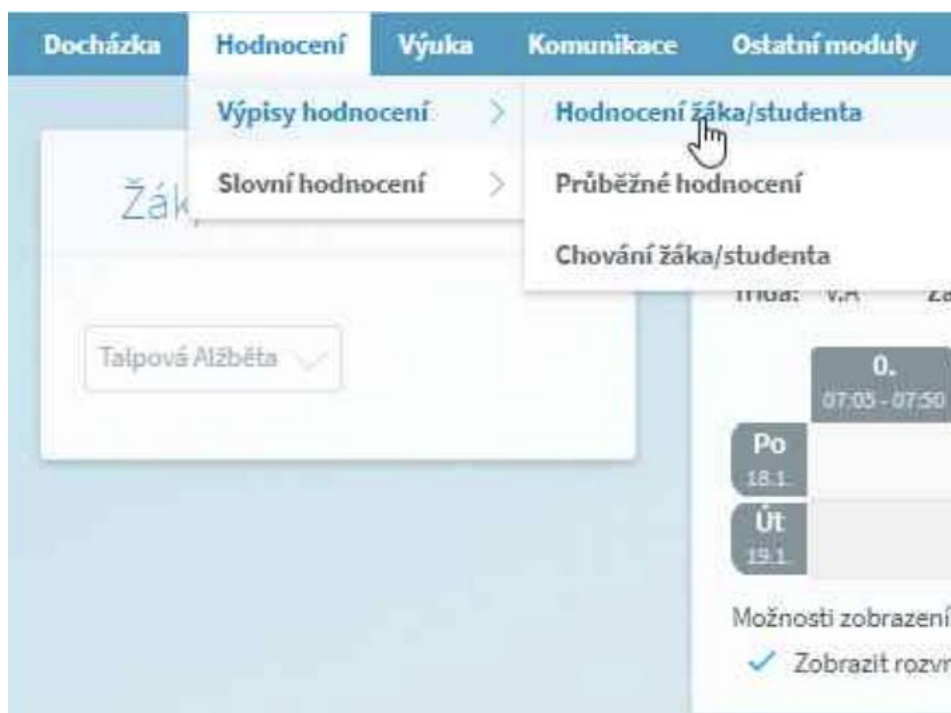 Docházka Hodnocení Výuka Komunikace Ostatní moduly
Výpisy hodnocení Hodnocení žáka/studenta
Slovní hodnocení Průběžné hodnocení
Chování žáka/studenta
Talpová Alžběta
0.
07:05 - 07:50
Po
18.1.
Út
19.1.
Možnosti zobrazení
Zobrazit